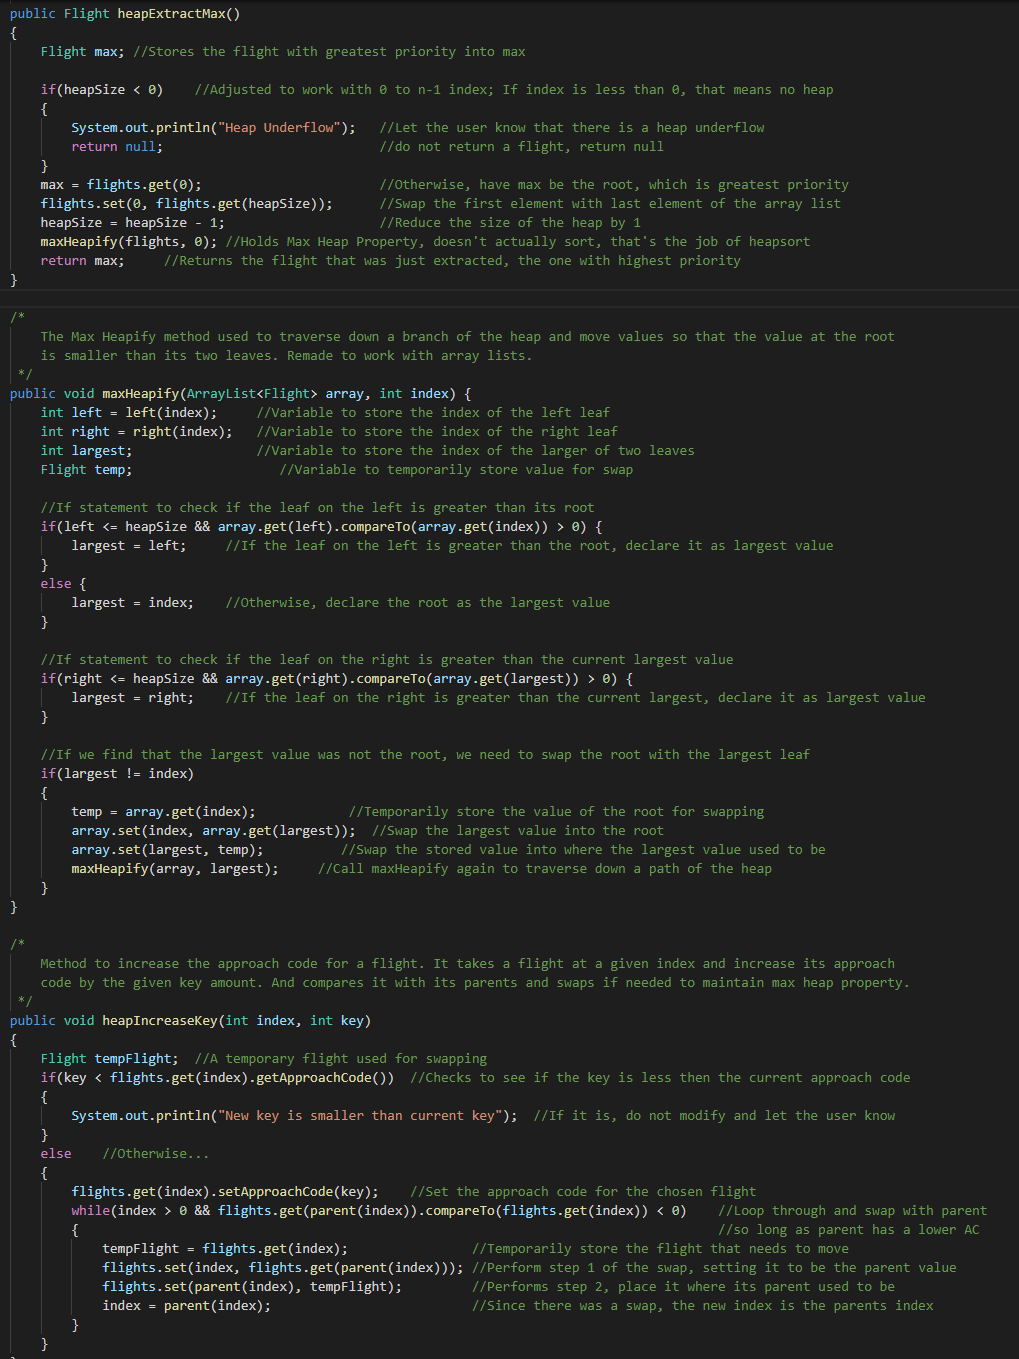 public Flight heapExtractMax()
{
    Flight max; //Stores the flight with greatest priority into max

    if(heapSize < 0)    //Adjusted to work with 0 to n-1 index; If index is less than 0, that means no heap
    {
        System.out.println("Heap Underflow");   //Let the user know that there is a heap underflow
        return null;                            //do not return a flight, return null
    }
    max = flights.get(0);                       //Otherwise, have max be the root, which is greatest priority
    flights.set(0, flights.get(heapSize));      //Swap the first element with last element of the array list
    heapSize = heapSize - 1;                    //Reduce the size of the heap by 1
    maxHeapify(flights, 0); //Holds Max Heap Property, doesn't actually sort, that's the job of heapsort
    return max;     //Returns the flight that was just extracted, the one with highest priority
}

/*
    The Max Heapify method used to traverse down a branch of the heap and move values so that the value at the root
    is smaller than its two leaves. Remade to work with array lists.
 */
public void maxHeapify(ArrayList<Flight> array, int index) {
    int left = left(index);     //Variable to store the index of the left leaf
    int right = right(index);   //Variable to store the index of the right leaf
    int largest;                //Variable to store the index of the larger of two leaves
    Flight temp;                   //Variable to temporarily store value for swap

    //If statement to check if the leaf on the left is greater than its root
    if(left <= heapSize && array.get(left).compareTo(array.get(index)) > 0) {
        largest = left;     //If the leaf on the left is greater than the root, declare it as largest value
    }
    else {
        largest = index;    //Otherwise, declare the root as the largest value
    }

    //If statement to check if the leaf on the right is greater than the current largest value
    if(right <= heapSize && array.get(right).compareTo(array.get(largest)) > 0) {
        largest = right;    //If the leaf on the right is greater than the current largest, declare it as largest value
    }

    //If we find that the largest value was not the root, we need to swap the root with the largest leaf
    if(largest != index)
    {
        temp = array.get(index);            //Temporarily store the value of the root for swapping
        array.set(index, array.get(largest));  //Swap the largest value into the root
        array.set(largest, temp);          //Swap the stored value into where the largest value used to be
        maxHeapify(array, largest);     //Call maxHeapify again to traverse down a path of the heap
    }
}

/*
    Method to increase the approach code for a flight. It takes a flight at a given index and increase its approach
    code by the given key amount. And compares it with its parents and swaps if needed to maintain max heap property.
 */
public void heapIncreaseKey(int index, int key)
{
    Flight tempFlight;  //A temporary flight used for swapping
    if(key < flights.get(index).getApproachCode())  //Checks to see if the key is less then the current approach code
    {
        System.out.println("New key is smaller than current key");  //If it is, do not modify and let the user know
    }
    else    //Otherwise...
    {
        flights.get(index).setApproachCode(key);    //Set the approach code for the chosen flight
        while(index > 0 && flights.get(parent(index)).compareTo(flights.get(index)) < 0)    //Loop through and swap with parent
        {                                                                                   //so long as parent has a lower AC
            tempFlight = flights.get(index);                //Temporarily store the flight that needs to move
            flights.set(index, flights.get(parent(index))); //Perform step 1 of the swap, setting it to be the parent value
            flights.set(parent(index), tempFlight);         //Performs step 2, place it where its parent used to be
            index = parent(index);                          //Since there was a swap, the new index is the parents index
        }
    }